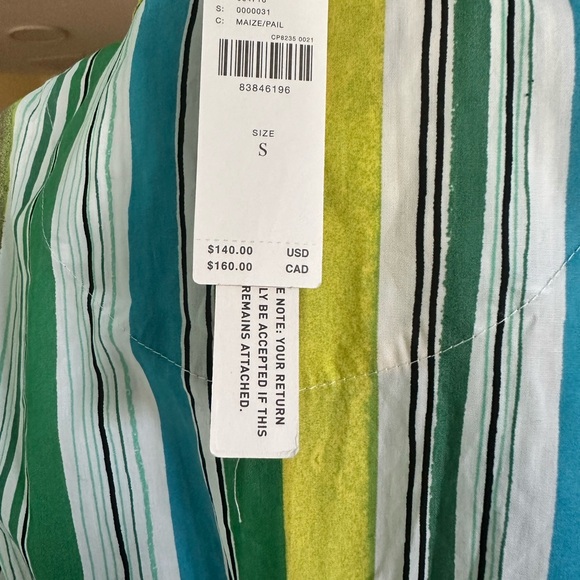 S: 0000031
C: MAIZE/PAIL
CP8235 0021
83846196
SIZE
S
$140.00 USD
$160.00 CAD
E NOTE: YOUR RETURN
LY BE ACCEPTED IF THIS
REMAINS ATTACHED.